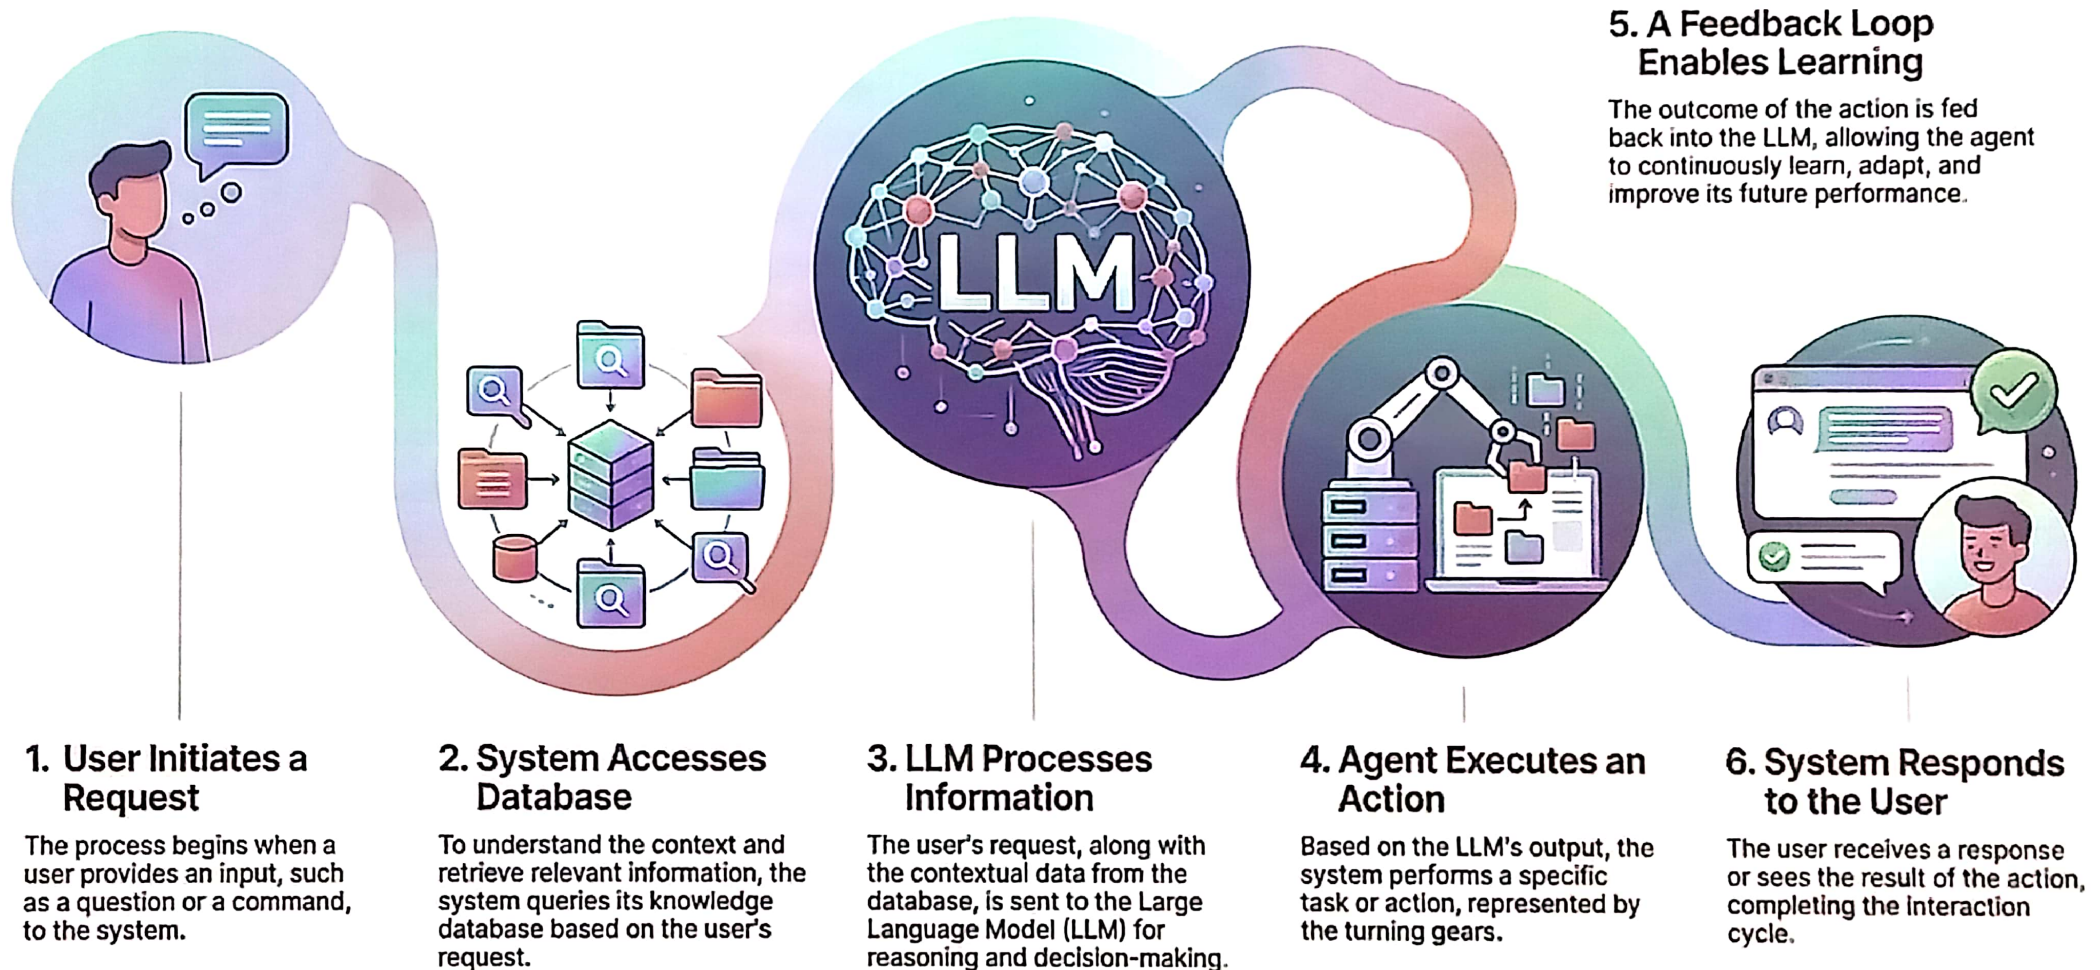 5. A Feedback Loop
Enables Learning
The outcome of the action is fed
back into the LLM, allowing the agent
to continuously learn, adapt, and
improve its future performance.
LLM
1. User Initiates a
Request
The process begins when a
user provides an input, such
as a question or a command,
to the system.
2. System Accesses
Database
To understand the context and
retrieve relevant information, the
system queries its knowledge
database based on the user's
request.
3. LLM Processes
Information
The user's request, along with
the contextual data from the
database, is sent to the Large
Language Model (LLM) for
reasoning and decision-making.
4. Agent Executes an
Action
Based on the LLM's output, the
system performs a specific
task or action, represented by
the turning gears.
6. System Responds
to the User
The user receives a response
or sees the result of the action,
completing the interaction
cycle.